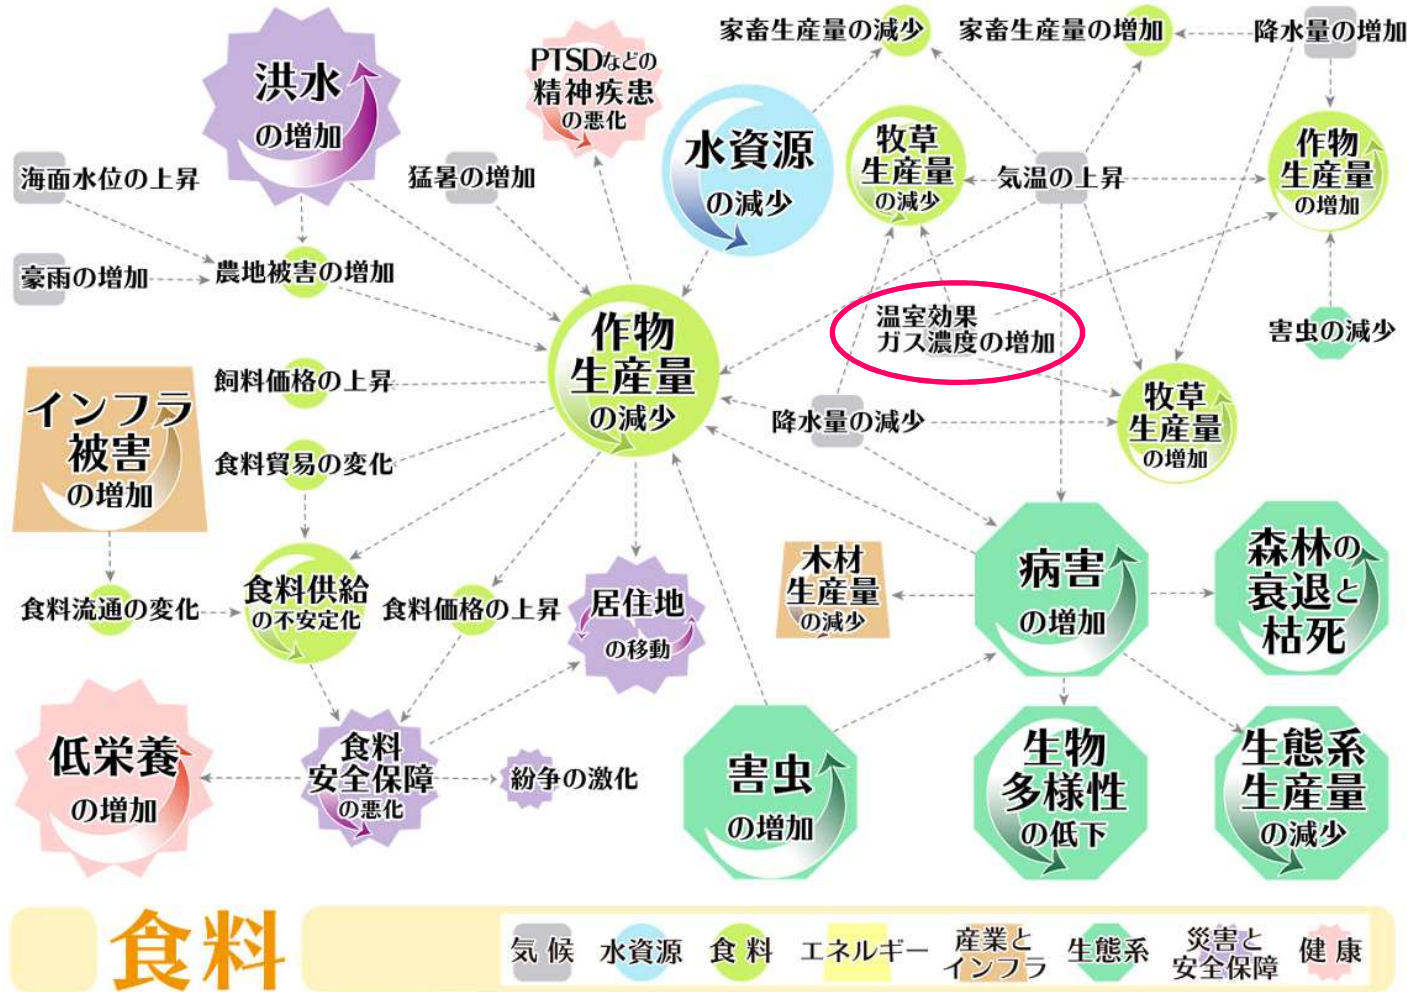 洪水
の増加
PTSDなどの
精神疾患
の悪化
家畜生産量の減少
家畜生産量の増加
降水量の増加
海面水位の上昇
猛暑の増加
水資源
の減少
牧草
生産量
の減少
気温の上昇
作物
生産量
の増加
豪雨の増加
農地被害の増加
温室効果
ガス濃度の増加
害虫の減少
作物
生産量
の減少
飼料価格の上昇
インフラ
被害
の増加
食料貿易の変化
降水量の減少
牧草
生産量
の増加
食料流通の変化
食料供給
の不安定化
食料価格の上昇
居住地
の移動
木材
生産量
の減少
病害
の増加
森林の
衰退と
枯死
低栄養
の増加
食料
安全保障
の悪化
紛争の激化
害虫
の増加
生物
多様性
の低下
生態系
生産量
の減少
食料
気候
水資源
食料
エネルギー
産業と
インフラ
生態系
災害と
安全保障
健康